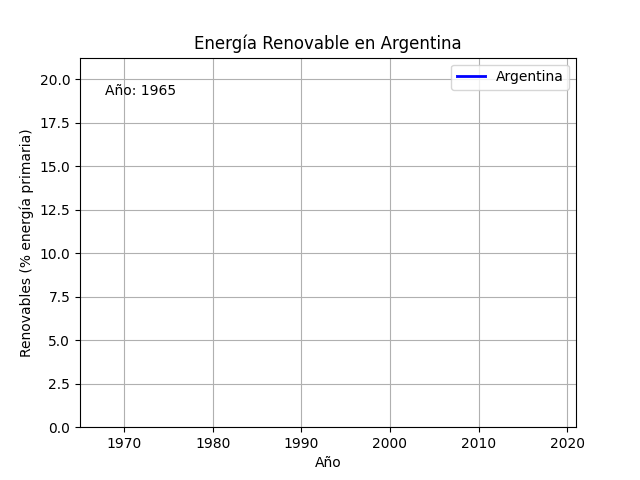 Energía Renovable en Argentina
Argentina
Año: 1965
Renovables (% energía primaria)
20.0
17.5
15.0
12.5
10.0
7.5
5.0
2.5
0.0
1970 1980 1990 2000 2010 2020
Año